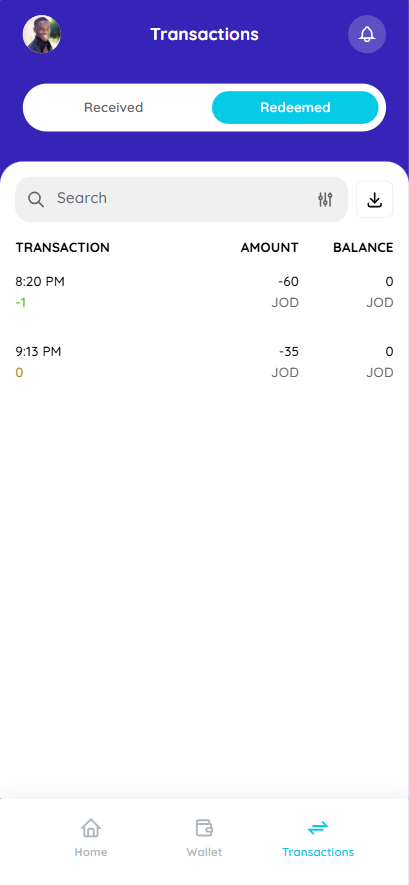 Transactions
Received Redeemed
Search
TRANSACTION AMOUNT BALANCE
8:20 PM -60 0
-1 JOD JOD
9:13 PM -35 0
0 JOD JOD
Home Wallet Transactions